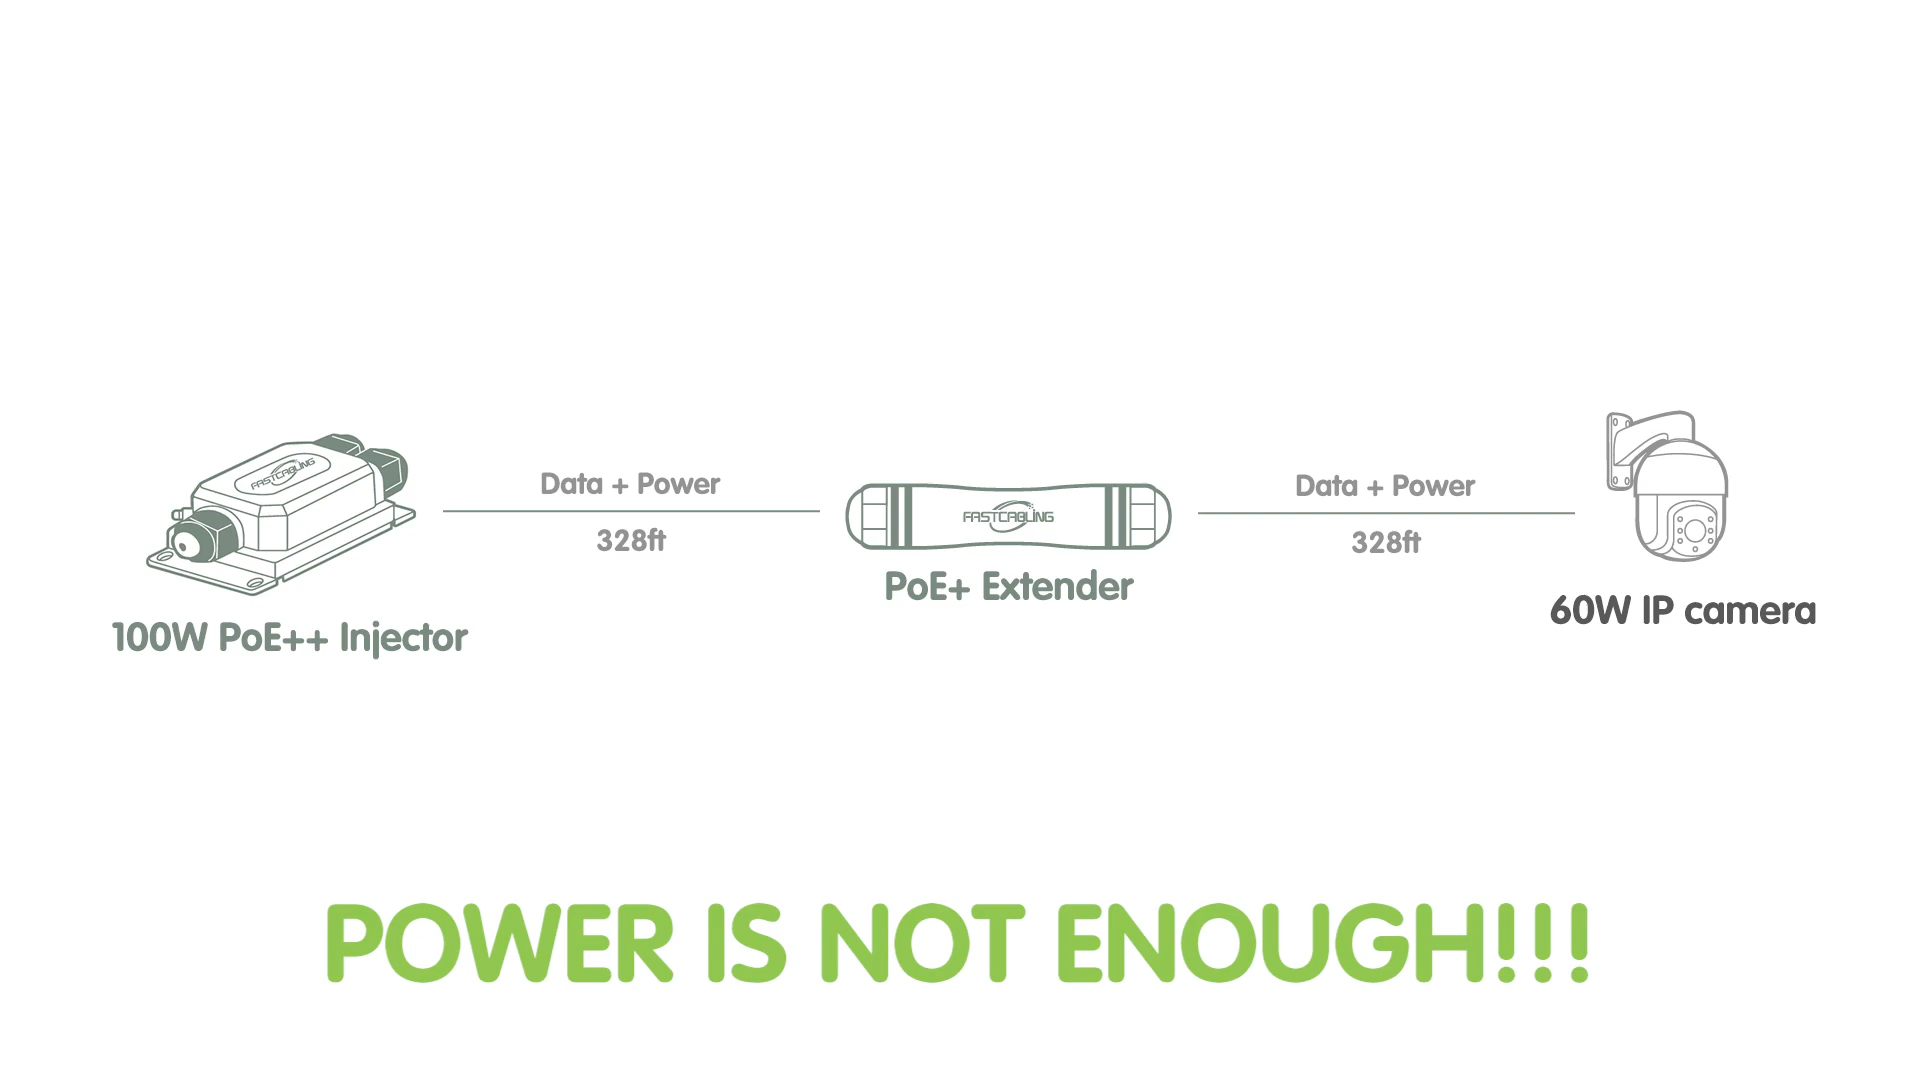 FASTCABLING
Data + Power
328ft
100W PoE++ Injector
FASTCABLING
PoE+ Extender
Data + Power
328ft
60W IP camera
POWER IS NOT ENOUGH!!!